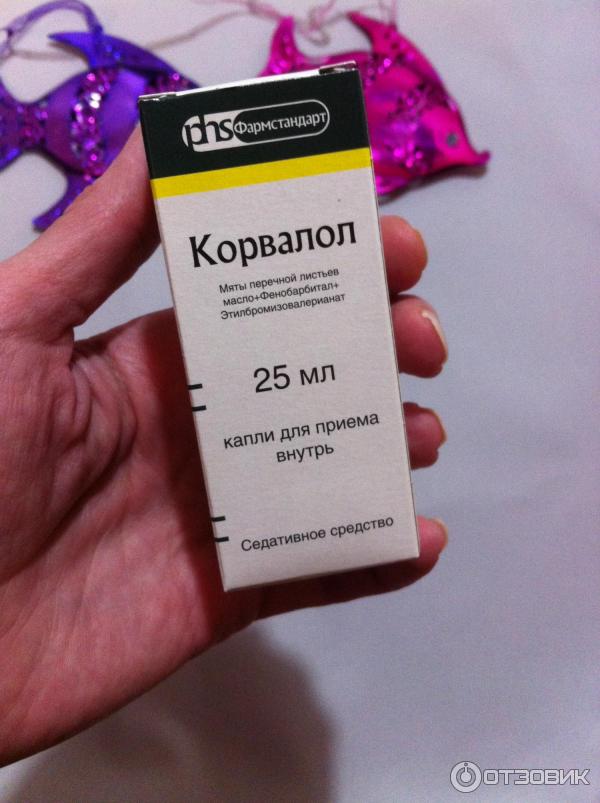 phs Фармстандарт
Корвалол
Мяты перечной листьев
масло+Фенобарбитал+
Этилбромизовалерианат
25 мл
капли для приема
внутрь
Седативное средство
ОТЗОВИК